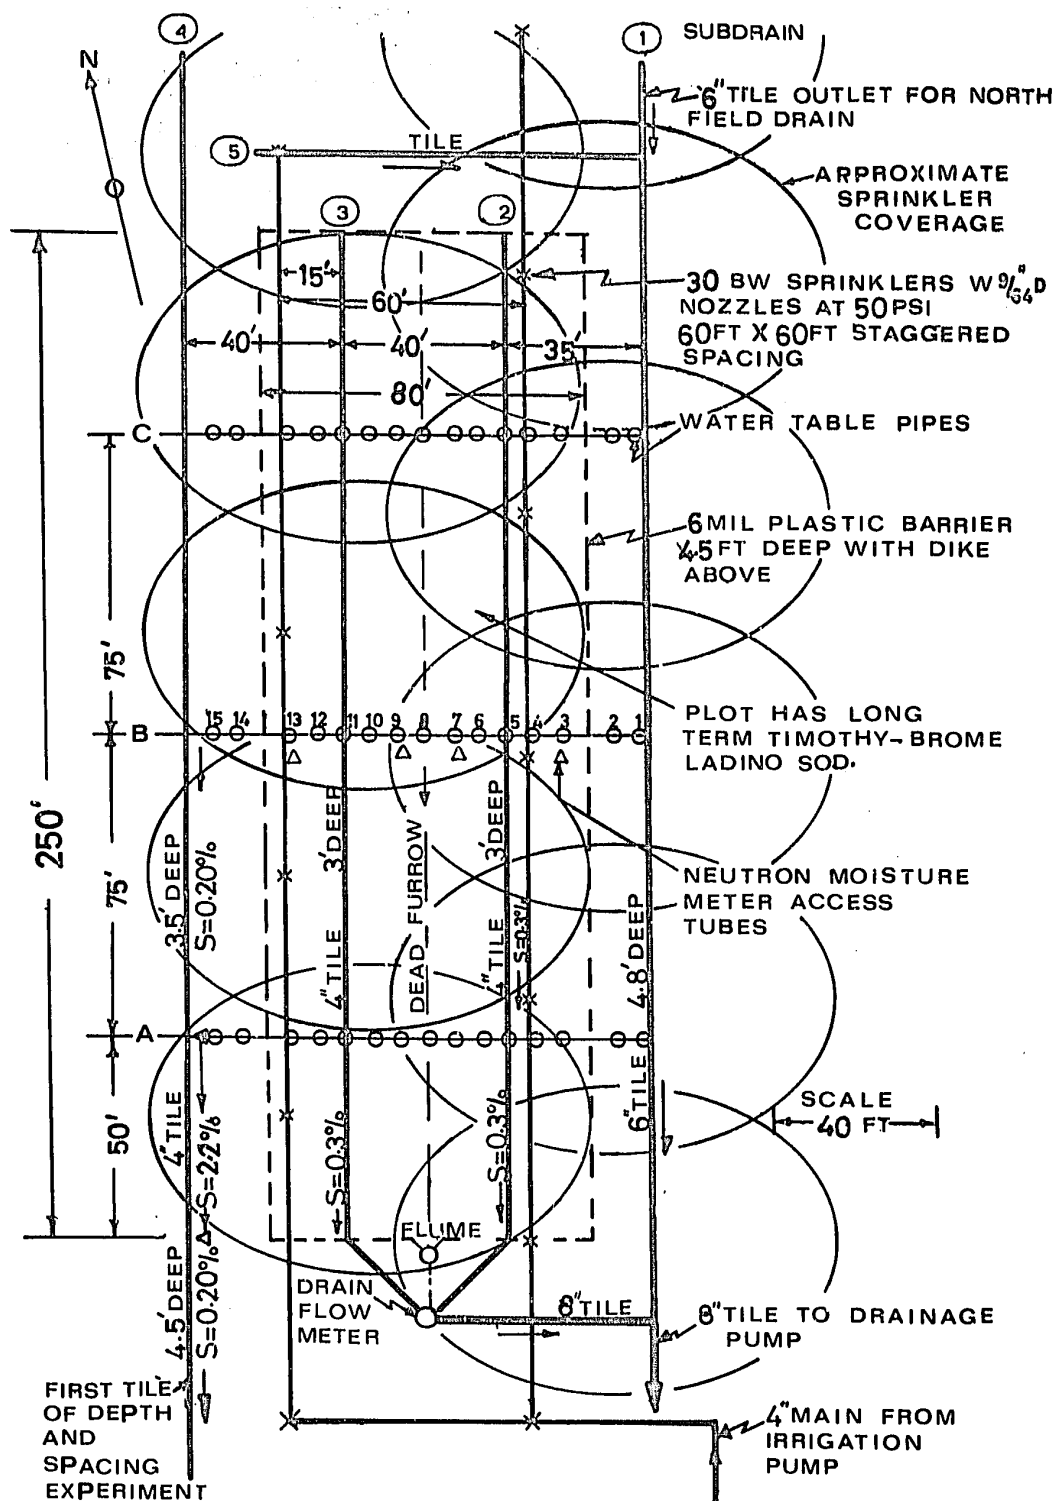 4
1
SUBDRAIN
N
6" TILE OUTLET FOR NORTH
FIELD DRAIN
5
TILE
APPROXIMATE
SPRINKLER
COVERAGE
3
2
15'
60'
30 BW SPRINKLERS W 9/64" D
NOZZLES AT 50 PSI
60FT X 60FT STAGGERED
SPACING
40'
40'
35'
80'
C
WATER TABLE PIPES
6 MIL PLASTIC BARRIER
4.5 FT DEEP WITH DIKE
ABOVE
75'
B
15 14 13 12 11 10 9 8 7 6 5 4 3 2 1
PLOT HAS LONG
TERM TIMOTHY-BROME
LADINO SOD.
250'
75'
3.5' DEEP
S=0.20%
3' DEEP
4" TILE
DEAD FURROW
3' DEEP
4" TILE
S=0.3%
4.8' DEEP
NEUTRON MOISTURE
METER ACCESS
TUBES
A
50'
4" TILE
S=2.2%
S=0.3%
S=0.3%
6" TILE
SCALE
40 FT
FLUME
4.5' DEEP
S=0.20%
DRAIN
FLOW
METER
8" TILE
8" TILE TO DRAINAGE
PUMP
FIRST TILE
OF DEPTH
AND
SPACING
EXPERIMENT
4" MAIN FROM
IRRIGATION
PUMP